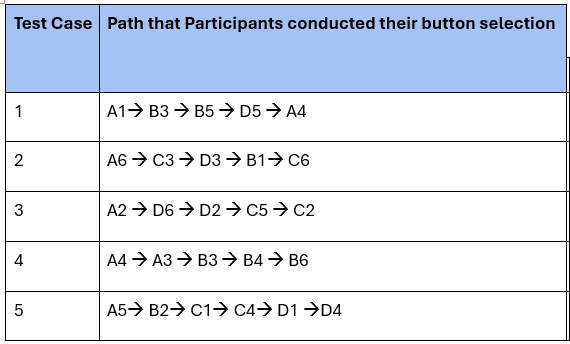 Test Case Path that Participants conducted their button selection
1 A1→ B3 → B5 → D5 → A4
2 A6 → C3 → D3 → B1→ C6
3 A2 → D6 → D2 → C5 → C2
4 A4 → A3 → B3 → B4 → B6
5 A5→ B2→ C1→ C4→ D1 →D4